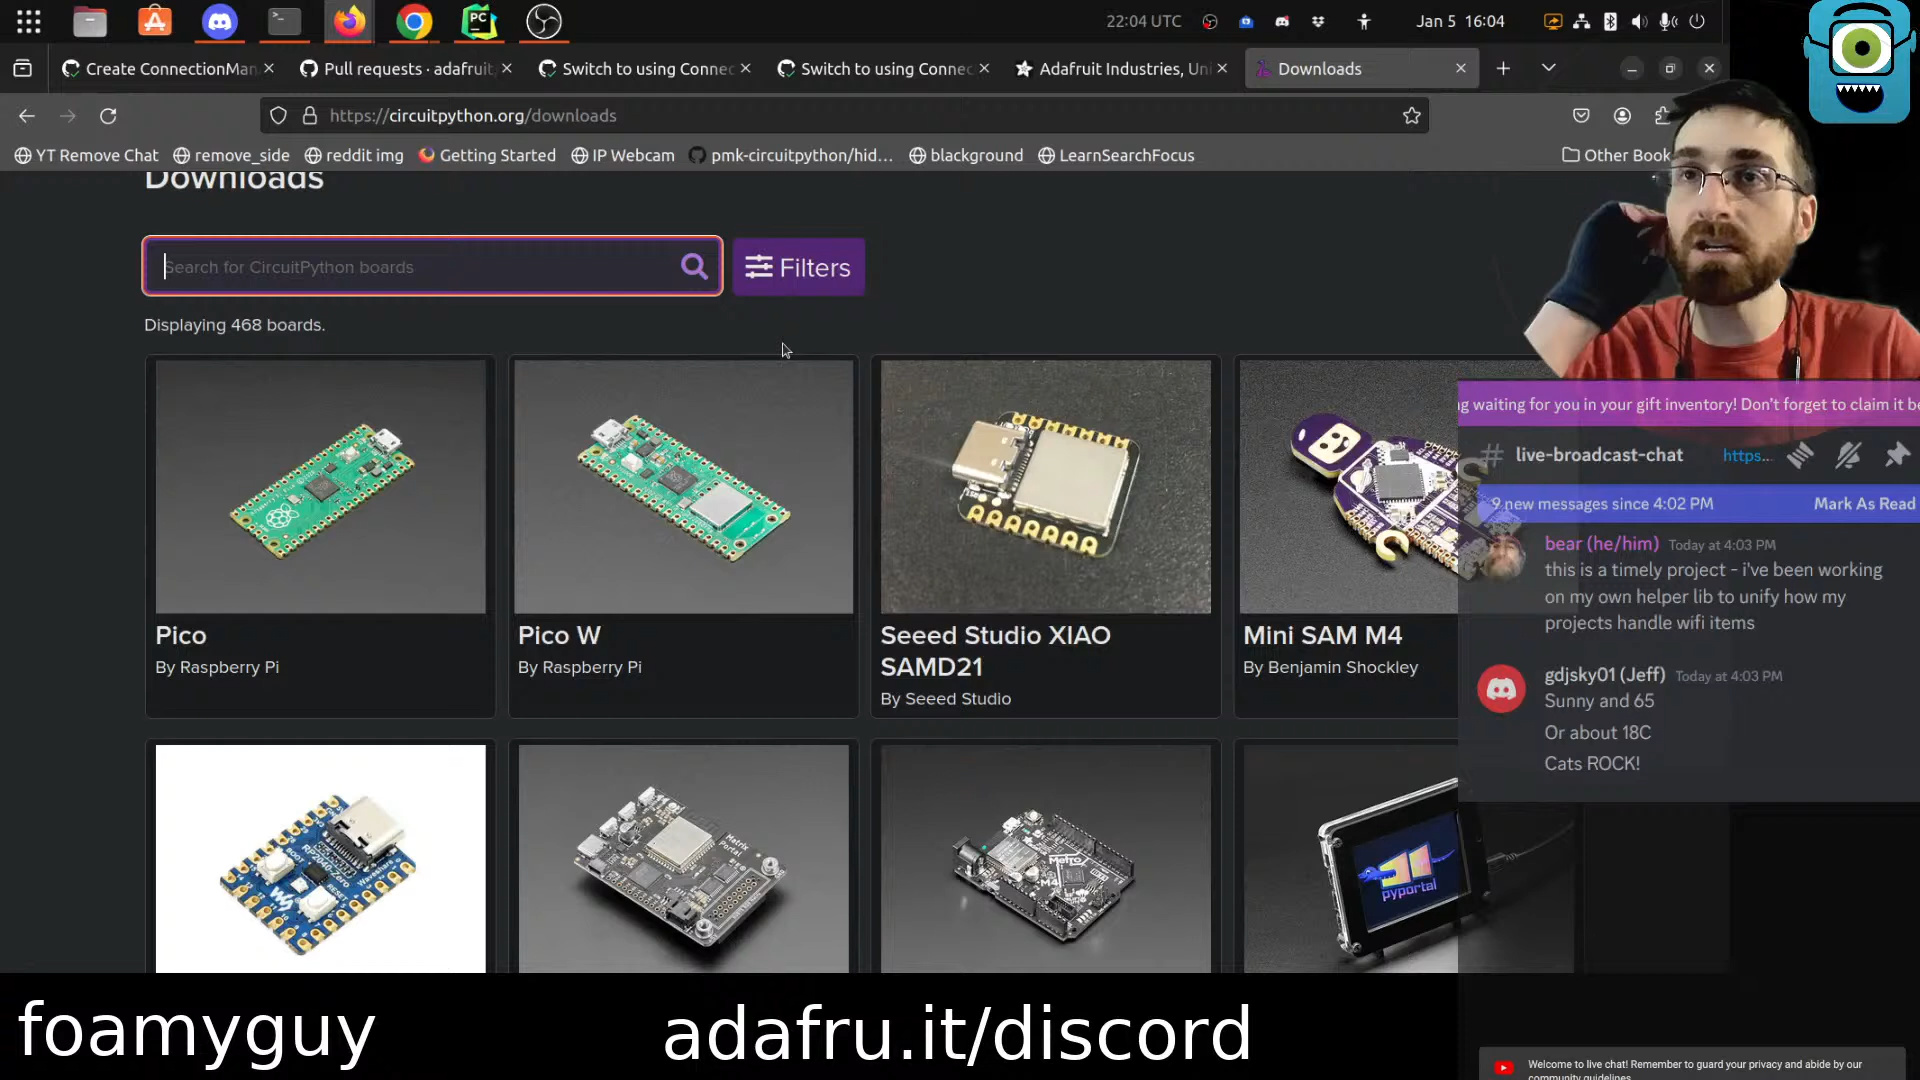 22:04 UTC
Jan 5 16:04
Create ConnectionMan
Pull requests · adafruit
Switch to using Connec
Switch to using Connec
Adafruit Industries, Uni
Downloads
https://circuitpython.org/downloads
YT Remove Chat
remove_side
reddit img
Getting Started
IP Webcam
pmk-circuitpython/hid...
blackground
LearnSearchFocus
Other Book
Downloads
Search for CircuitPython boards
Filters
Displaying 468 boards.
Pico
By Raspberry Pi
Pico W
By Raspberry Pi
Seeed Studio XIAO
SAMD21
By Seeed Studio
Mini SAM M4
By Benjamin Shockley
pyportal
g waiting for you in your gift inventory! Don't forget to claim it be
live-broadcast-chat
https...
9 new messages since 4:02 PM
Mark As Read
bear (he/him) Today at 4:03 PM
this is a timely project - i've been working
on my own helper lib to unify how my
projects handle wifi items
gdjsky01 (Jeff) Today at 4:03 PM
Sunny and 65
Or about 18C
Cats ROCK!
foamyguy
adafru.it/discord
Welcome to live chat! Remember to guard your privacy and abide by our
community guidelines.